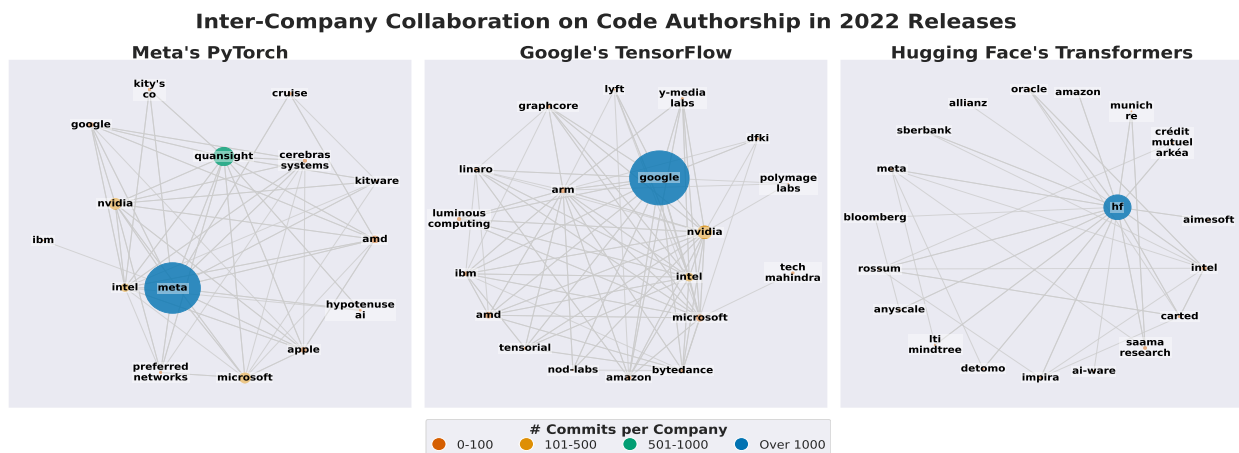 Inter-Company Collaboration on Code Authorship in 2022 Releases
Meta's PyTorch
kity's
co
cruise
google
quansight
cerebras
systems
kitware
nvidia
ibm
amd
intel
meta
hypotenuse
ai
apple
preferred
networks
microsoft
Google's TensorFlow
lyft
y-media
labs
graphcore
dfki
linaro
google
polymage
labs
arm
luminous
computing
nvidia
ibm
intel
tech
mahindra
amd
microsoft
tensorial
nod-labs
amazon
bytedance
Hugging Face's Transformers
oracle
amazon
allianz
munich
re
sberbank
crédit
mutuel
arkéa
meta
hf
bloomberg
aimesoft
rossum
intel
anyscale
carted
lti
mindtree
saama
research
detomo
ai-ware
impira
# Commits per Company
0-100
101-500
501-1000
Over 1000